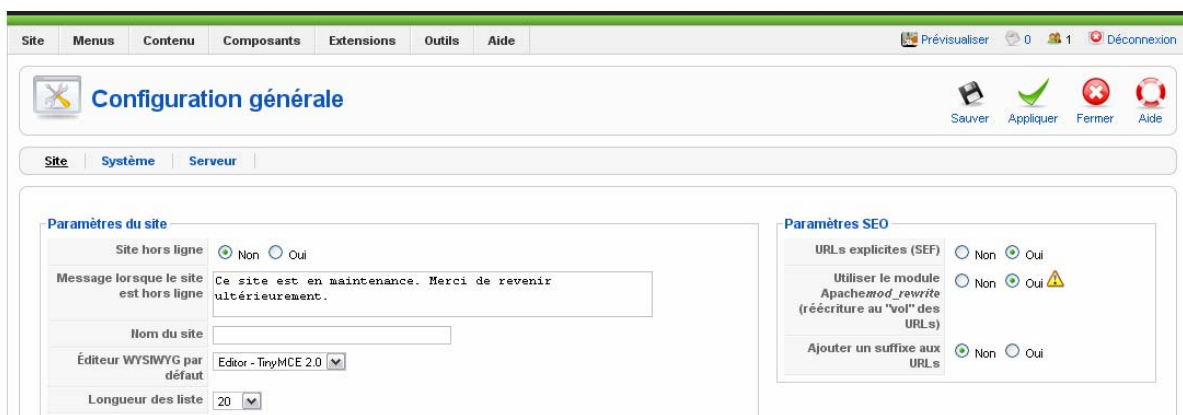 Site Menus Contenu Composants Extensions Outils Aide Prévisualiser 0 1 Déconnexion
Configuration générale Sauver Appliquer Fermer Aide
Site Système Serveur
Paramètres du site
Site hors ligne Non Oui
Message lorsque le site est hors ligne
Ce site est en maintenance. Merci de revenir
ultérieurement.
Nom du site
Éditeur WYSIWYG par
défaut
Editor - TinyMCE 2.0
Longueur des liste 20
Paramètres SEO
URLs explicites (SEF) Non Oui
Utiliser le module
Apachemod_rewrite
(réécriture au "vol" des
URLs)
Non Oui
Ajouter un suffixe aux
URLs
Non Oui